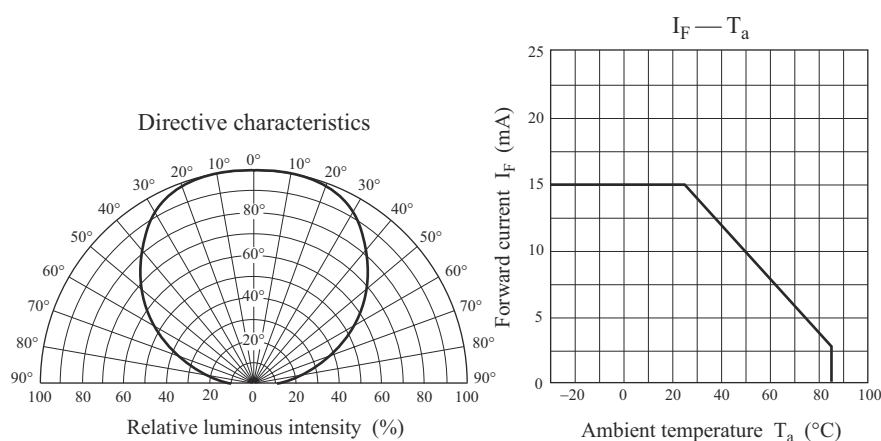 Directive characteristics
0°
10° 10°
20° 20°
30° 30°
40° 40°
50° 50°
60° 60°
70° 70°
80° 80°
90° 90°
80°
60°
40°
20°
100 80 60 40 20 0 20 40 60 80 100
Relative luminous intensity (%)
I_F — T_a
Forward current I_F (mA)
25
20
15
10
5
0
−20 0 20 40 60 80 100
Ambient temperature T_a (°C)